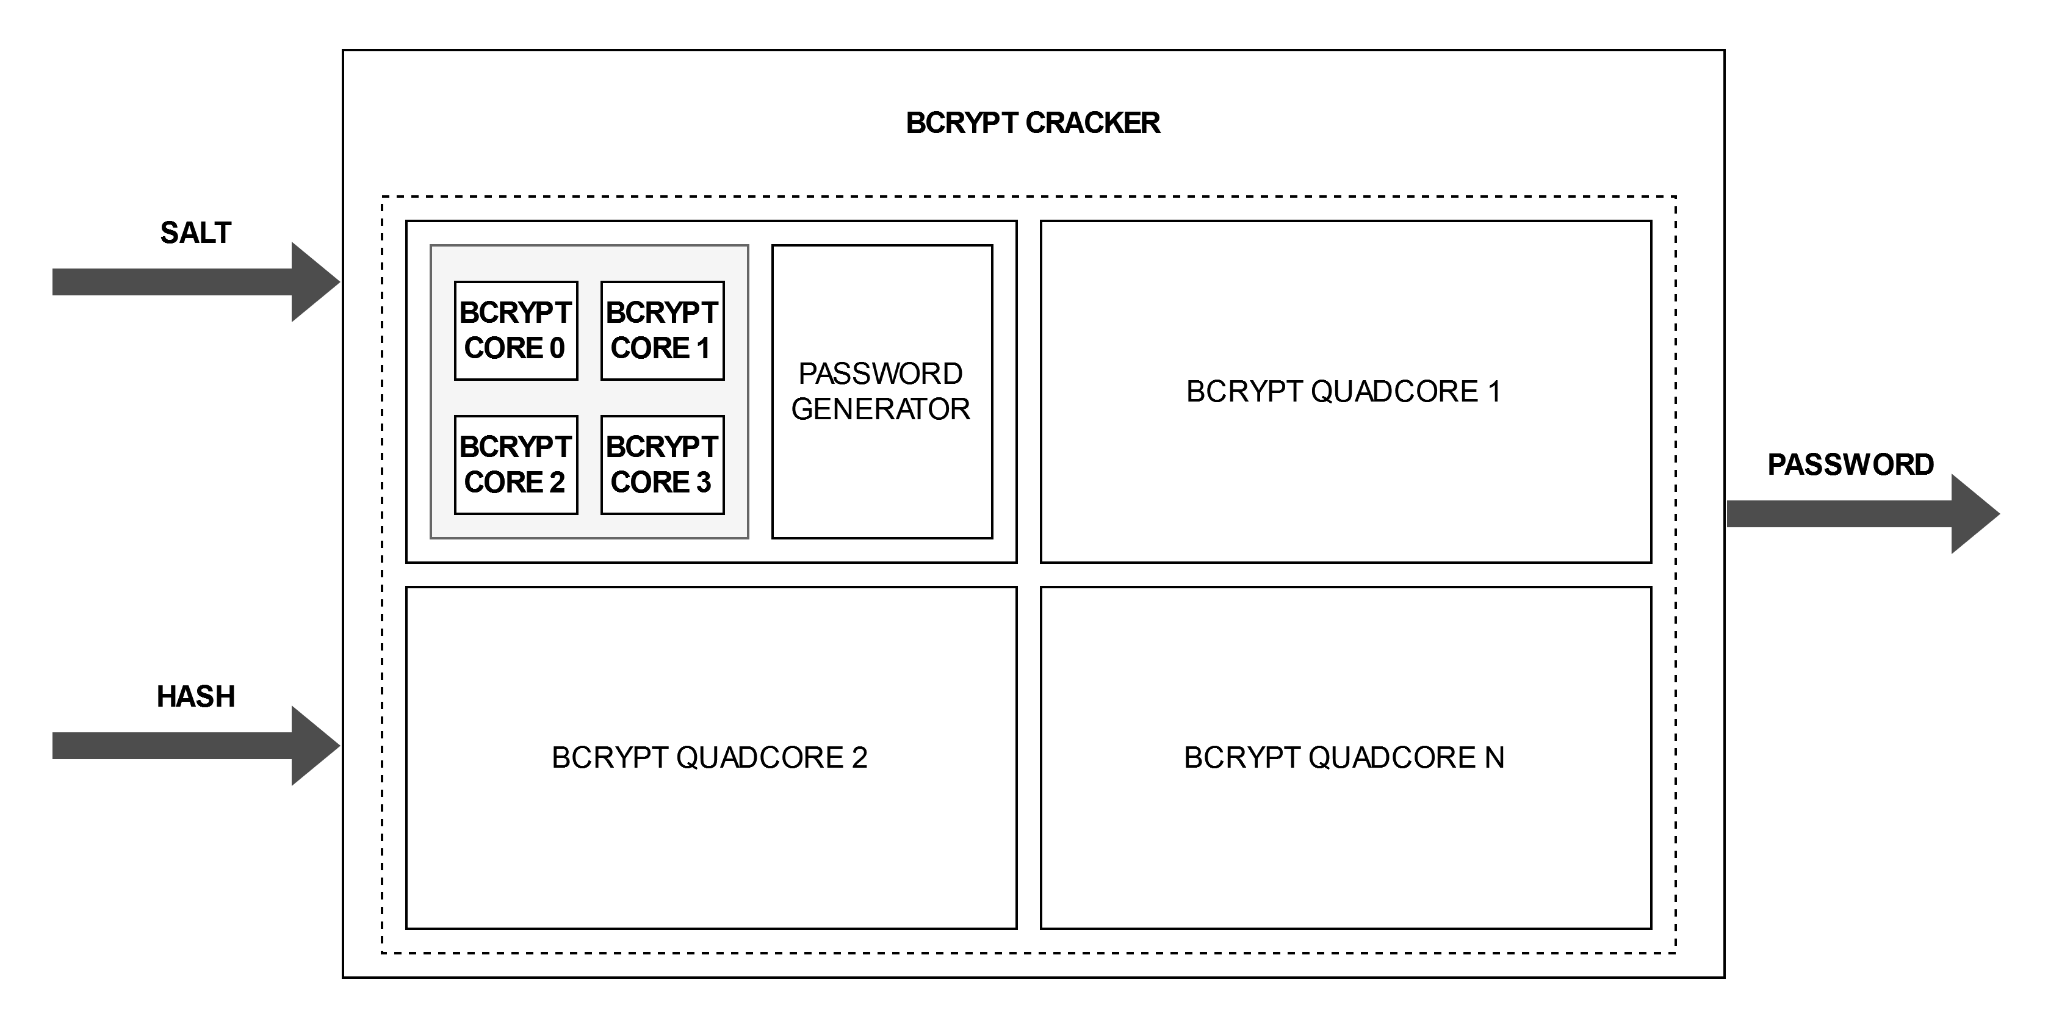 BCRYPT CRACKER
SALT
BCRYPT
CORE 0
BCRYPT
CORE 1
BCRYPT
CORE 2
BCRYPT
CORE 3
PASSWORD
GENERATOR
BCRYPT QUADCORE 1
PASSWORD
HASH
BCRYPT QUADCORE 2
BCRYPT QUADCORE N